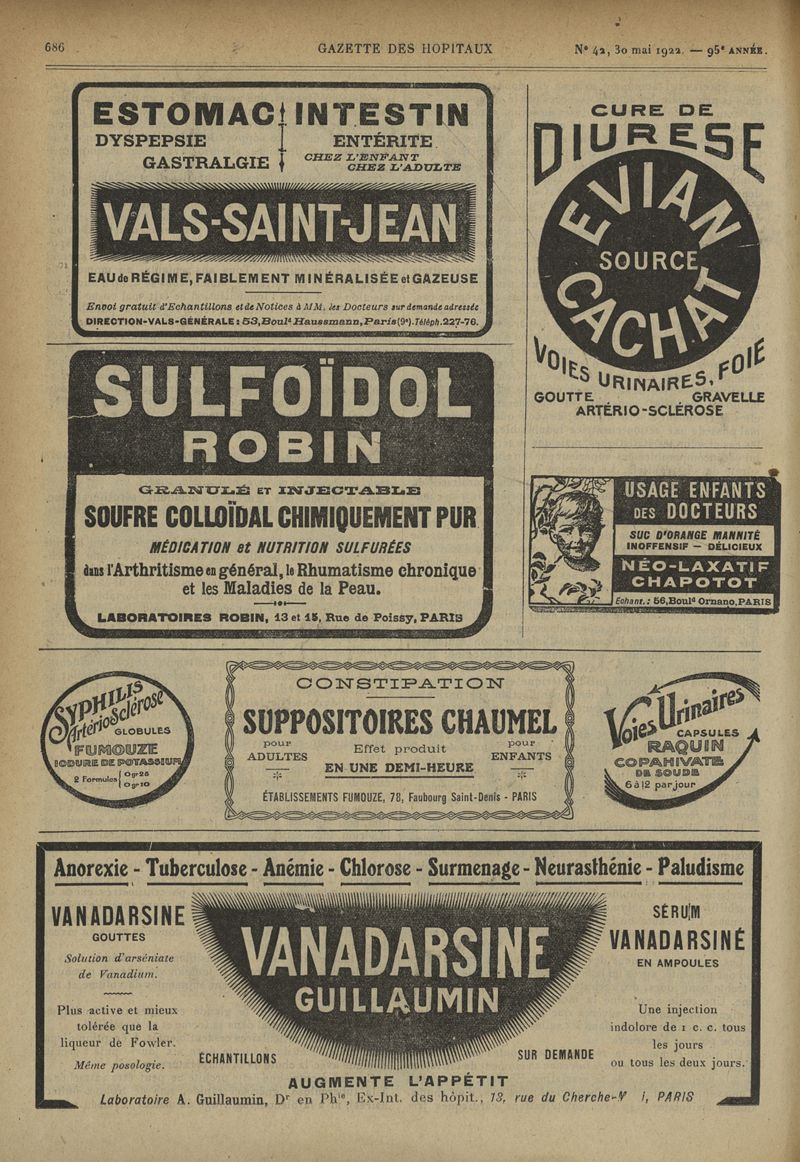 686
GAZETTE DES HOPITAUX
Nº 42, 30 mai 1922. — 95e ANNÉE.
ESTOMAC INTESTIN
DYSPEPSIE
GASTRALGIE
ENTÉRITE
CHEZ L'ENFANT
CHEZ L'ADULTE
VALS-SAINT-JEAN
EAU de RÉGIME, FAIBLEMENT MINÉRALISÉE et GAZEUSE
Envoi gratuit d'Echantillons et de Notices à MM. les Docteurs sur demande adressée
DIRECTION-VALS-GÉNÉRALE : 53, Bould Haussmann, Paris (9e). Téléph. 227-76.
CURE DE
DIURESE
EVIAN
SOURCE
CACHAT
VOIES URINAIRES, FOIE
GOUTTE GRAVELLE
ARTÉRIO-SCLÉROSE
SULFOÏDOL
ROBIN
GRANULÉ ET INJECTABLE
SOUFRE COLLOÏDAL CHIMIQUEMENT PUR
MÉDICATION et NUTRITION SULFURÉES
dans l'Arthritisme en général, le Rhumatisme chronique
et les Maladies de la Peau.
LABORATOIRES ROBIN, 13 et 15, Rue de Poissy, PARIS
USAGE ENFANTS
DES DOCTEURS
SUC D'ORANGE MANNITÉ
INOFFENSIF — DÉLICIEUX
NÉO-LAXATIF
CHAPOTOT
Echant.: 56, Boulд Ornano, PARIS
SYPHILIS
Artério Sclérose
GLOBULES
FUMOUZE
IODURE DE POTASSIUM
2 Formules { 0gr25
0gr10
CONSTIPATION
SUPPOSITOIRES CHAUMEL
pour
ADULTES
Effet produit
EN UNE DEMI-HEURE
pour
ENFANTS
ÉTABLISSEMENTS FUMOUZE, 78, Faubourg Saint-Denis - PARIS
Voies Urinaires
CAPSULES
RAQUIN
COPAHIVATE
DE SOUDE
6 à 12 par jour
Anorexie - Tuberculose - Anémie - Chlorose - Surmenage - Neurasthénie - Paludisme
VANADARSINE
GOUTTES
Solution d'arséniate
de Vanadium.
Plus active et mieux
tolérée que la
liqueur de Fowler.
Même posologie.
VANADARSINE
GUILLAUMIN
ÉCHANTILLONS
SUR DEMANDE
SÉRUM
VANADARSINÉ
EN AMPOULES
Une injection
indolore de 1 c. c. tous
les jours
ou tous les deux jours.
AUGMENTE L'APPÉTIT
Laboratoire A. Guillaumin, Dr en Phie, Ex-Int. des hôpit., 13, rue du Cherche-M i, PARIS